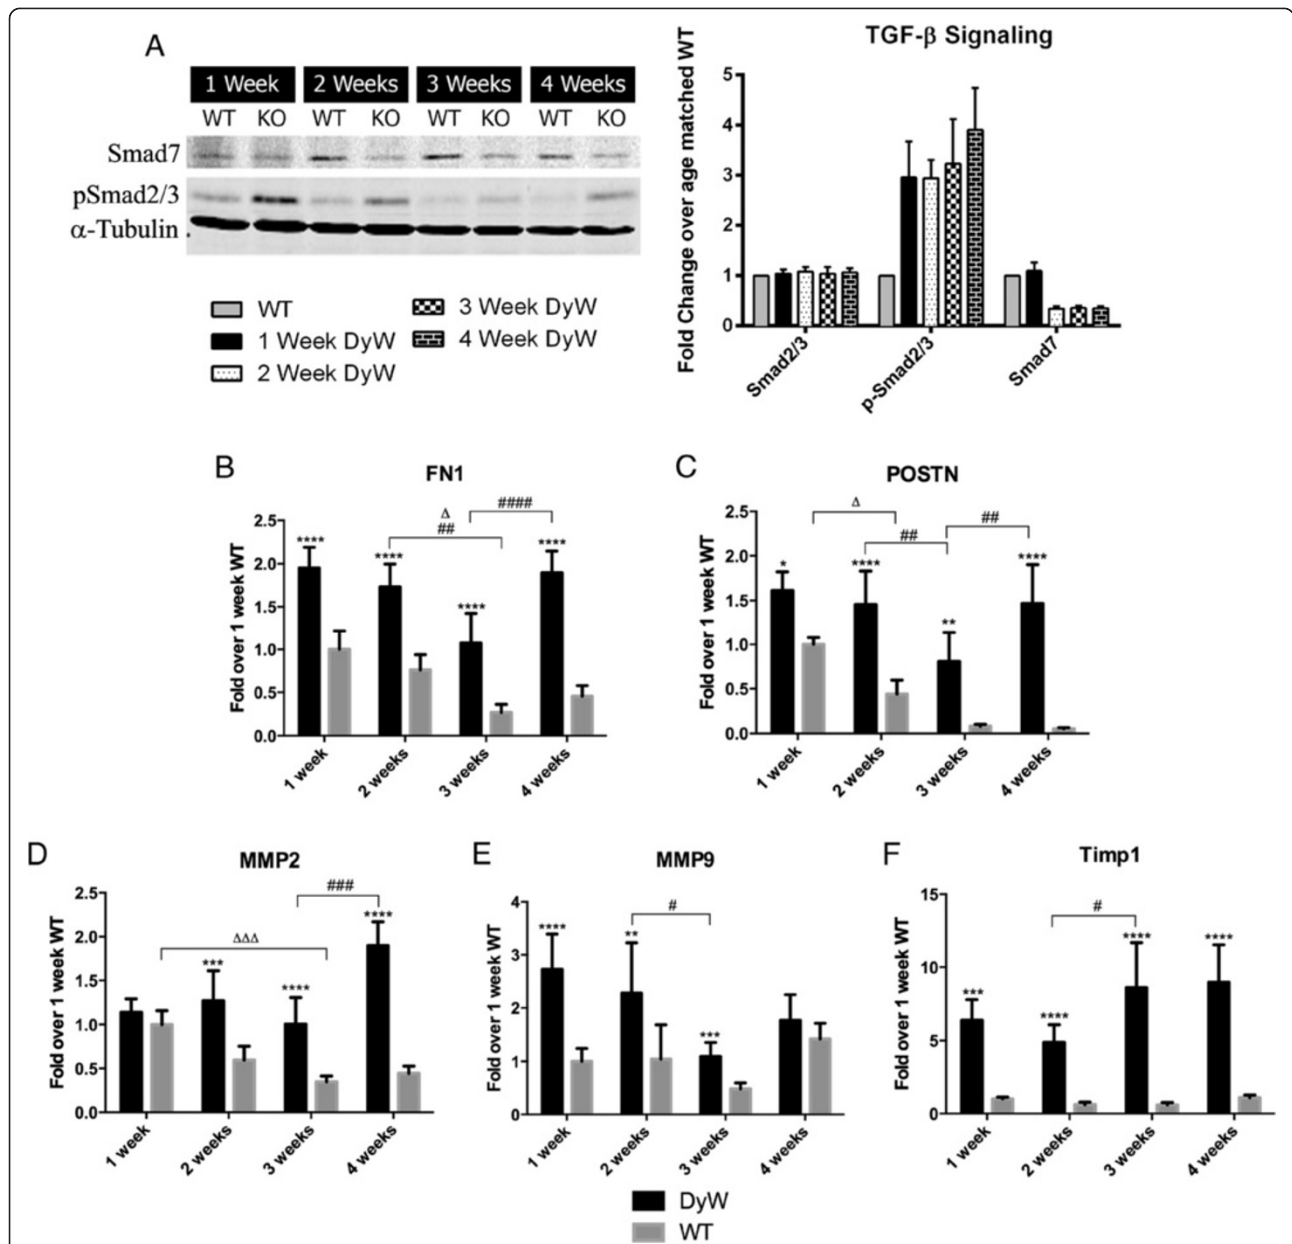 A
1 Week 2 Weeks 3 Weeks 4 Weeks
WT KO WT KO WT KO WT KO
Smad7
pSmad2/3
α-Tubulin
WT
1 Week DyW
2 Week DyW
3 Week DyW
4 Week DyW
TGF-β Signaling
Fold Change over age matched WT
5
4
3
2
1
0
Smad2/3
p-Smad2/3
Smad7
B
FN1
Fold over 1 week WT
2.5
2.0
1.5
1.0
0.5
0.0
****
****
****
****
Δ
##
####
1 week
2 weeks
3 weeks
4 weeks
C
POSTN
Fold over 1 week WT
2.5
2.0
1.5
1.0
0.5
0.0
*
****
**
****
Δ
##
##
1 week
2 weeks
3 weeks
4 weeks
D
MMP2
Fold over 1 week WT
2.5
2.0
1.5
1.0
0.5
0.0
***
****
****
ΔΔΔ
###
1 week
2 weeks
3 weeks
4 weeks
E
MMP9
Fold over 1 week WT
4
3
2
1
0
****
**
***
#
1 week
2 weeks
3 weeks
4 weeks
F
Timp1
Fold over 1 week WT
15
10
5
0
***
****
****
****
#
1 week
2 weeks
3 weeks
4 weeks
DyW
WT